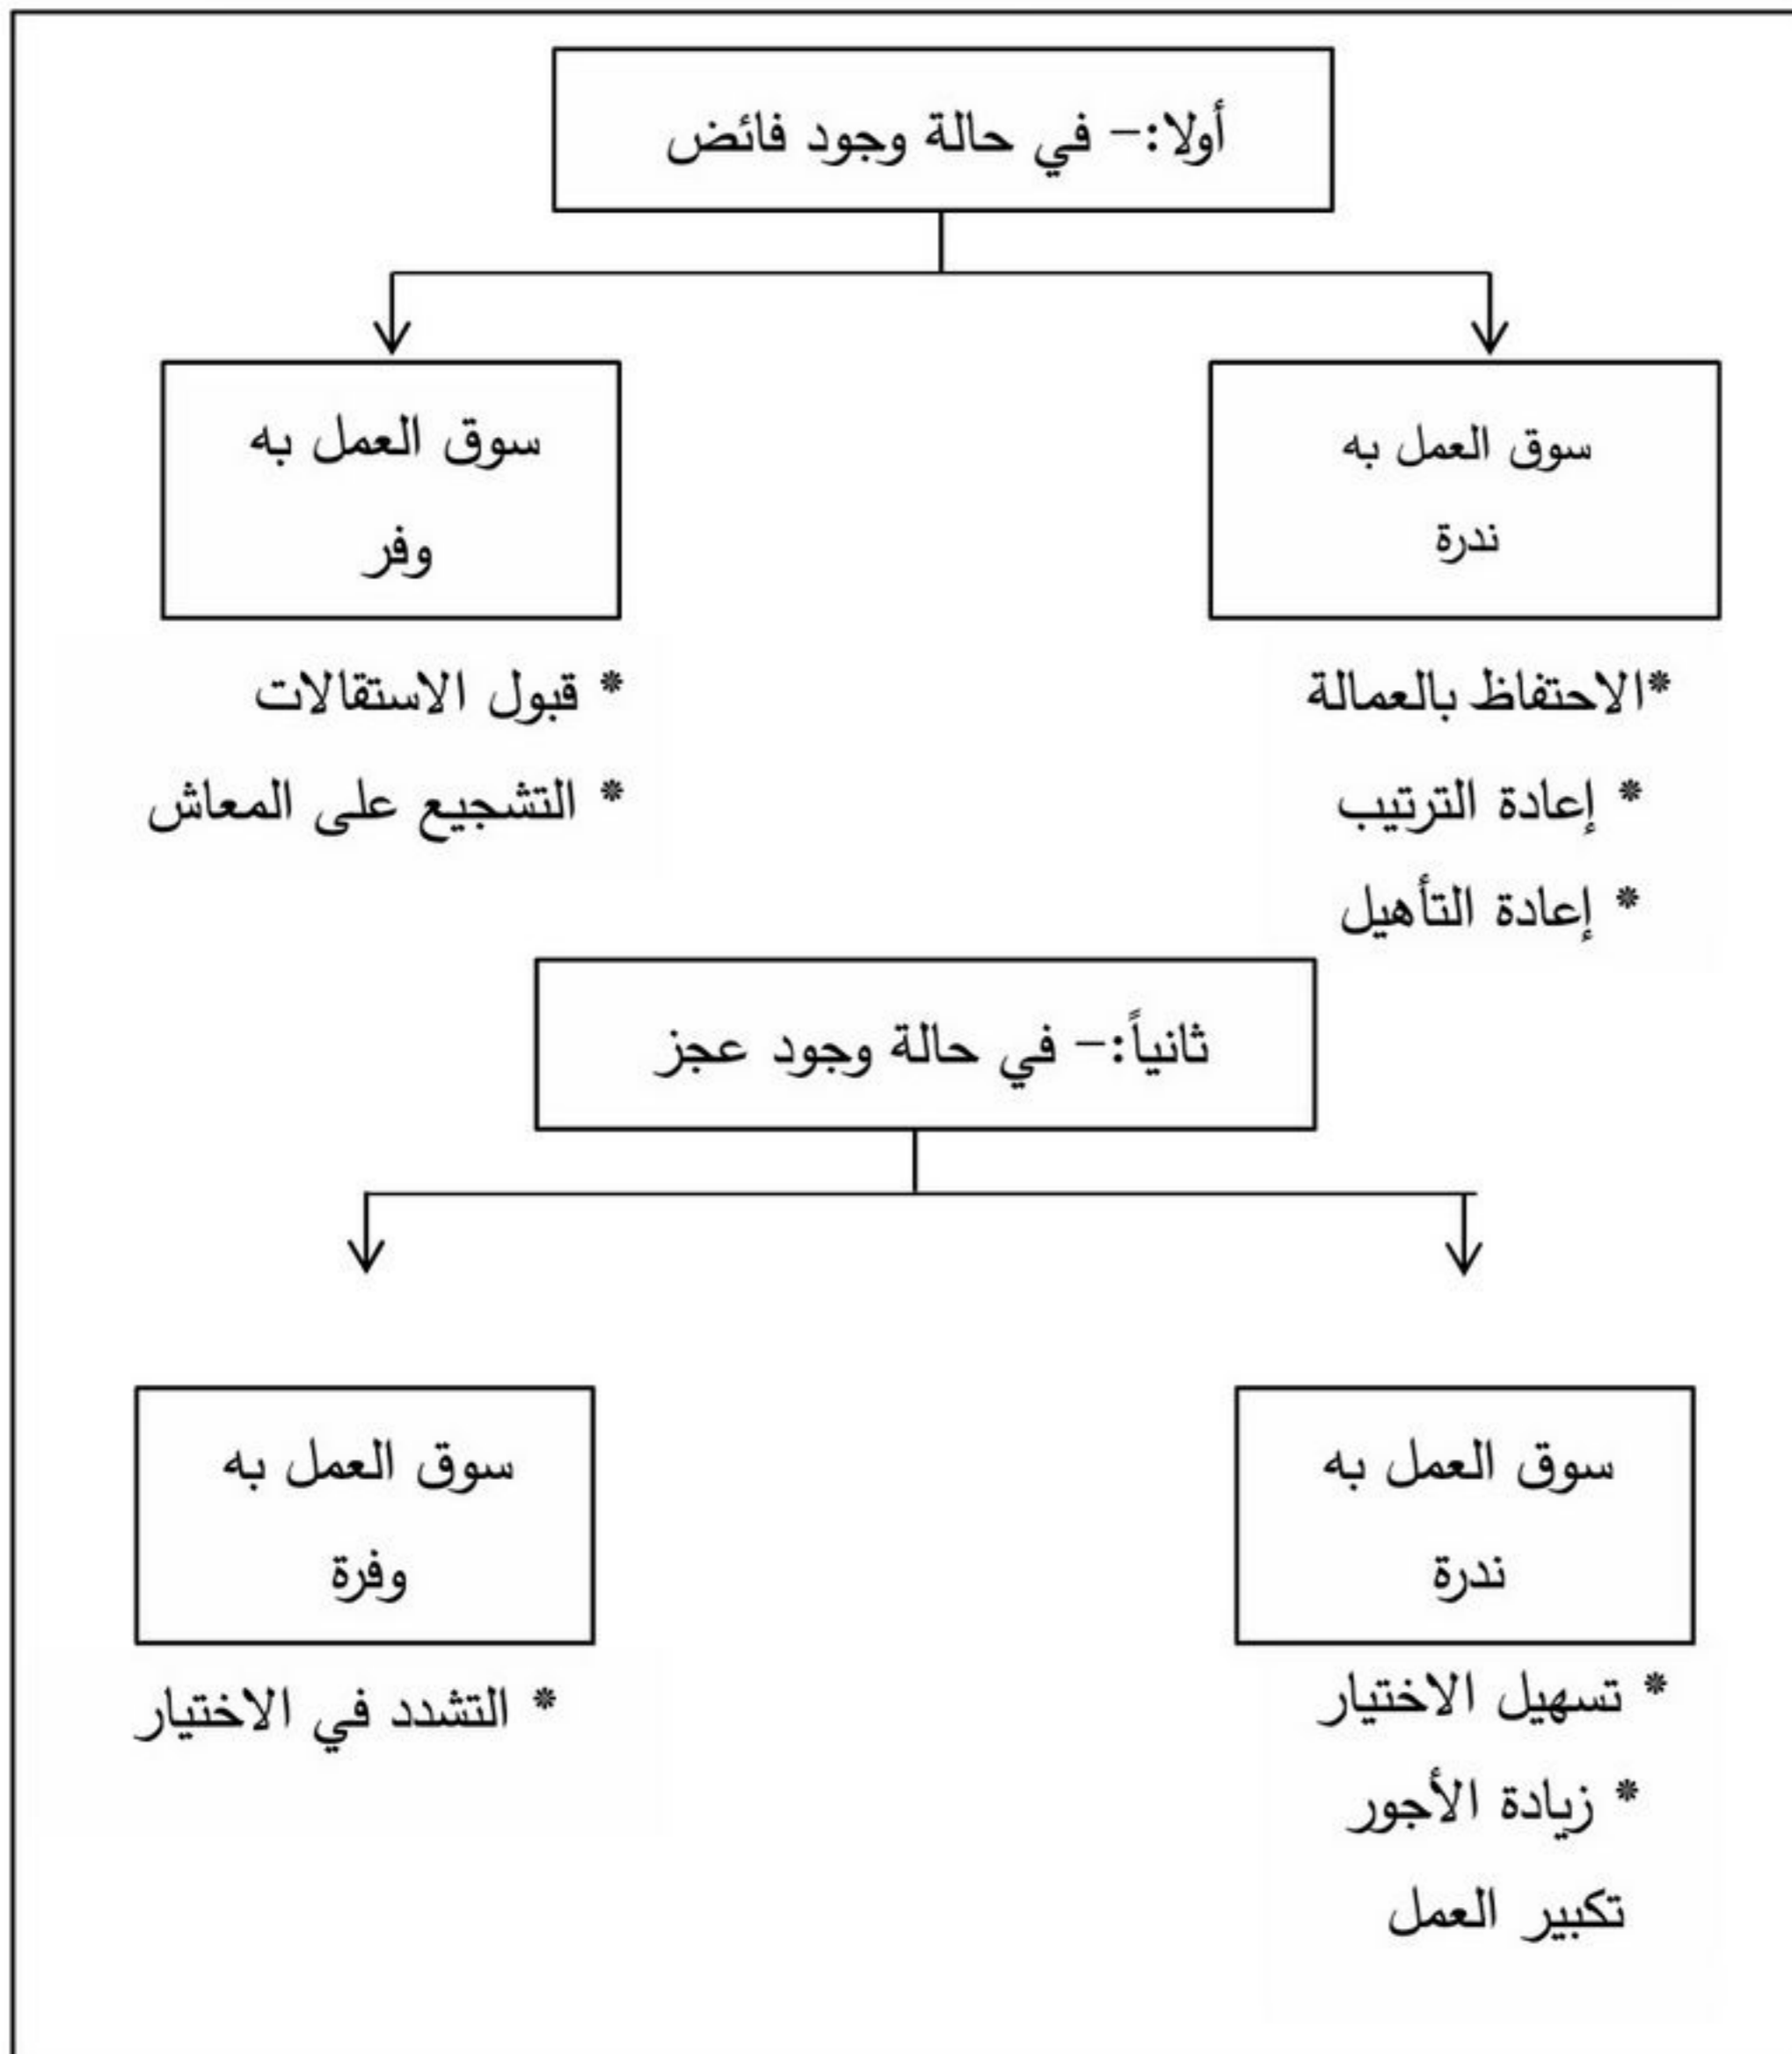 أولا:- في حالة وجود فائض
سوق العمل به
ندرة
*الاحتفاظ بالعمالة
* إعادة الترتيب
* إعادة التأهيل
سوق العمل به
وفر
* قبول الاستقالات
* التشجيع على المعاش
ثانياً:- في حالة وجود عجز
سوق العمل به
ندرة
* تسهيل الاختيار
* زيادة الأجور
تكبير العمل
سوق العمل به
وفرة
* التشدد في الاختيار